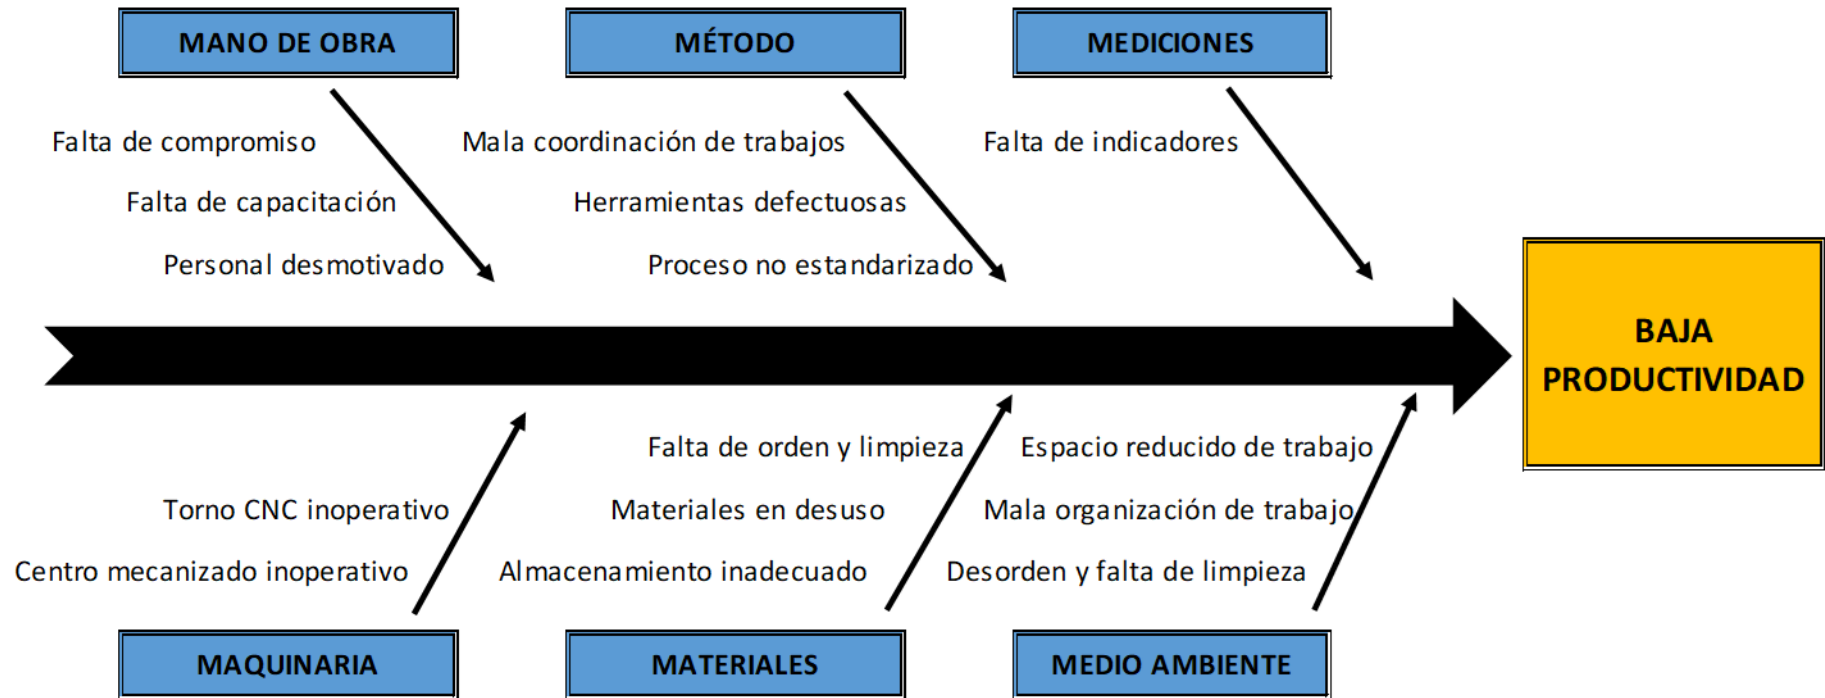 MANO DE OBRA
MÉTODO
MEDICIONES
Falta de compromiso
Mala coordinación de trabajos
Falta de indicadores
Falta de capacitación
Herramientas defectuosas
Personal desmotivado
Proceso no estandarizado
BAJA
PRODUCTIVIDAD
Falta de orden y limpieza
Espacio reducido de trabajo
Torno CNC inoperativo
Materiales en desuso
Mala organización de trabajo
Centro mecanizado inoperativo
Almacenamiento inadecuado
Desorden y falta de limpieza
MAQUINARIA
MATERIALES
MEDIO AMBIENTE